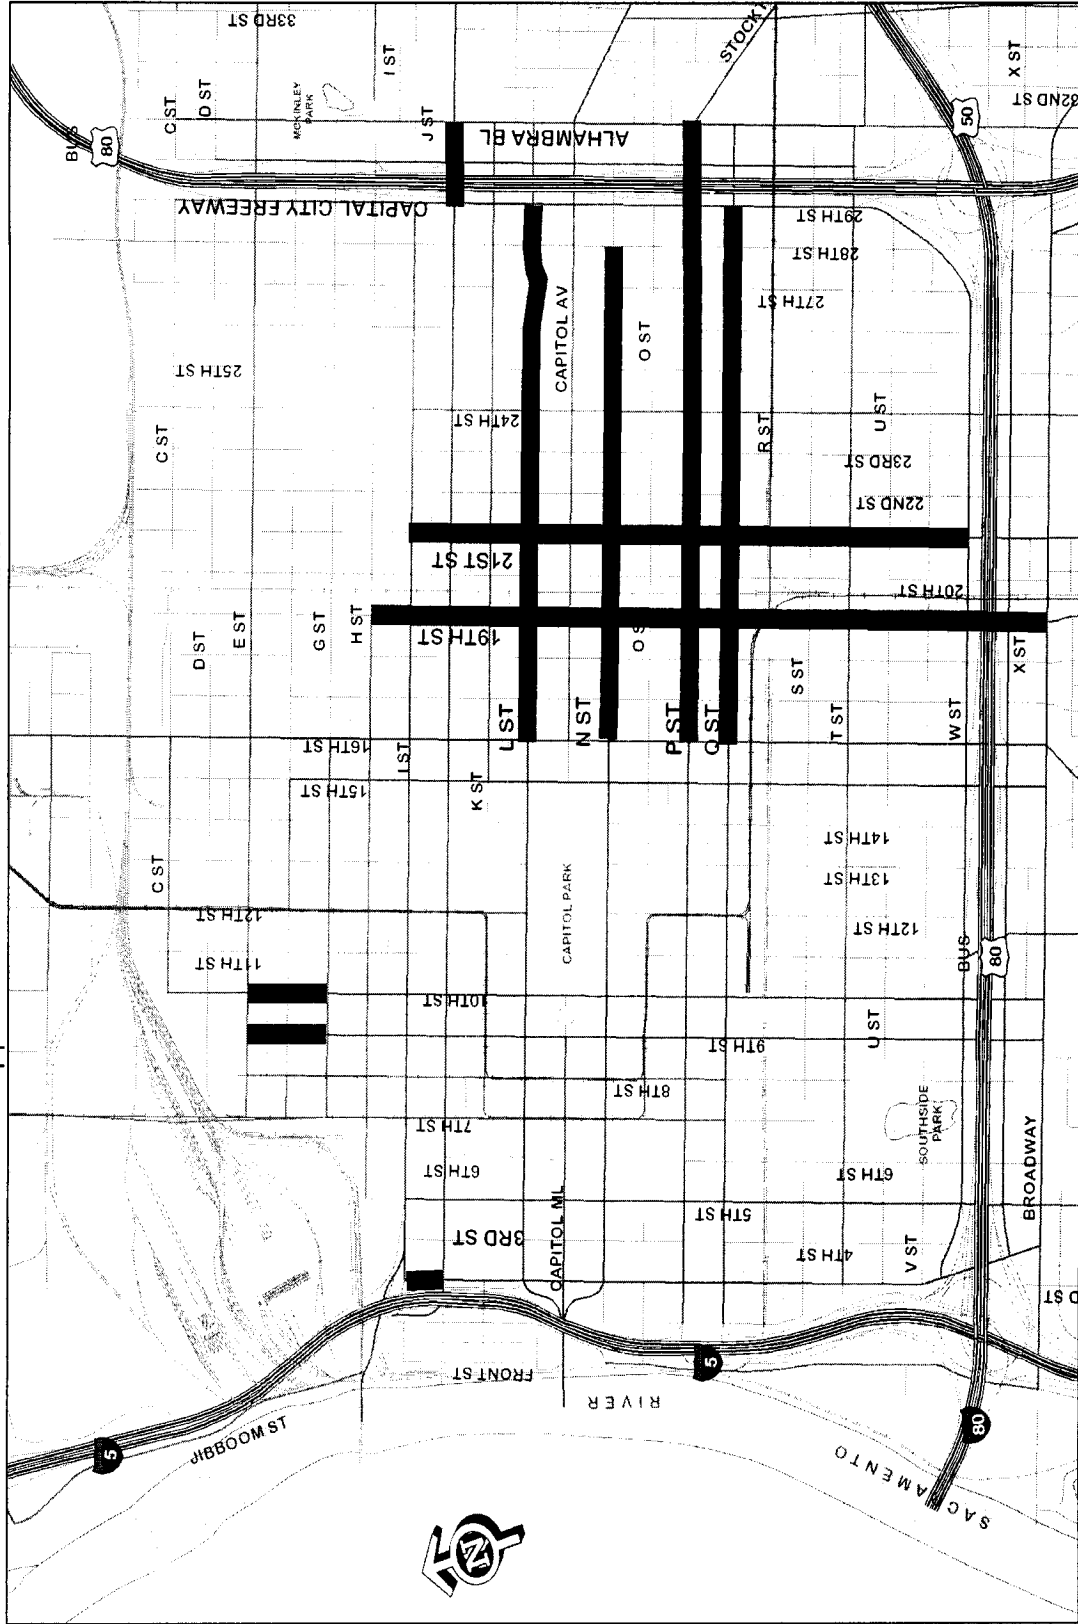 33RD ST
I ST
STOCKT
X ST
32ND ST
C ST
D ST
MCKINLEY
PARK
J ST
ALHAMBRA BL
50
BUS
80
CAPITAL CITY FREEWAY
29TH ST
28TH ST
27TH ST
CAPITOL AV
O ST
25TH ST
24TH ST
R ST
U ST
C ST
23RD ST
22ND ST
21ST ST
20TH ST
19TH ST
D ST
E ST
G ST
H ST
S ST
X ST
L ST
N ST
P ST
Q ST
T ST
W ST
16TH ST
I ST
15TH ST
K ST
14TH ST
13TH ST
C ST
12TH ST
CAPITOL PARK
12TH ST
11TH ST
BUS
80
10TH ST
9TH ST
U ST
8TH ST
7TH ST
SOUTHSIDE
PARK
6TH ST
6TH ST
BROADWAY
5TH ST
3RD ST
CAPITOL ML
4TH ST
V ST
FRONT ST
5
RIVER
JIBBOOM ST
5
80
SACRAMENTO
N